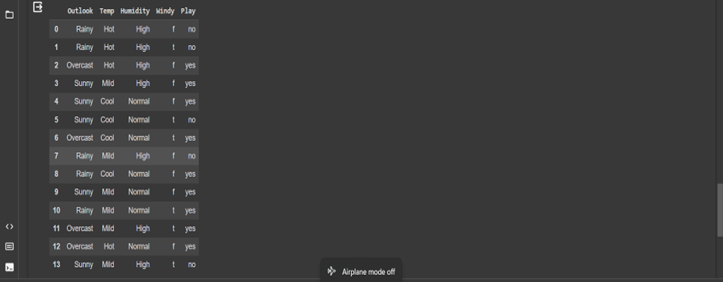 Outlook Temp Humidity Windy Play
0 Rainy Hot High f no
1 Rainy Hot High t no
2 Overcast Hot High f yes
3 Sunny Mild High f yes
4 Sunny Cool Normal f yes
5 Sunny Cool Normal t no
6 Overcast Cool Normal t yes
7 Rainy Mild High f no
8 Rainy Cool Normal f yes
9 Sunny Mild Normal f yes
10 Rainy Mild Normal t yes
11 Overcast Mild High t yes
12 Overcast Hot Normal f yes
13 Sunny Mild High t no
Airplane mode off